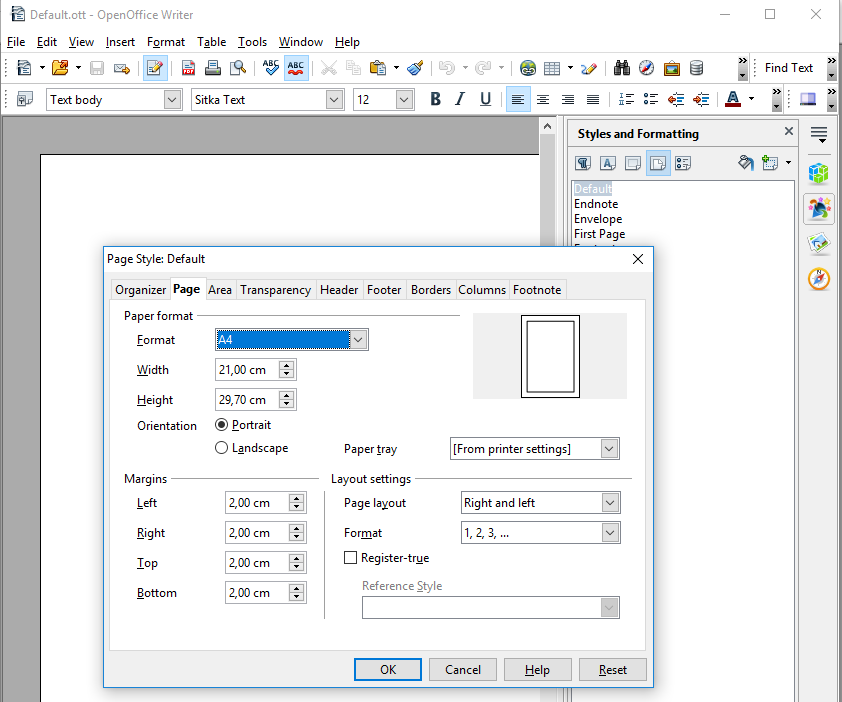 Default.ott - OpenOffice Writer
File Edit View Insert Format Table Tools Window Help
ABC ABC Find Text
Text body Sitka Text 12 B I U A
Styles and Formatting
Default
Endnote
Envelope
First Page
Page Style: Default
Organizer Page Area Transparency Header Footer Borders Columns Footnote
Paper format
Format A4
Width 21,00 cm
Height 29,70 cm
Orientation Portrait
Landscape Paper tray [From printer settings]
Margins Layout settings
Left 2,00 cm Page layout Right and left
Right 2,00 cm Format 1, 2, 3, ...
Top 2,00 cm Register-true
Bottom 2,00 cm Reference Style
OK Cancel Help Reset